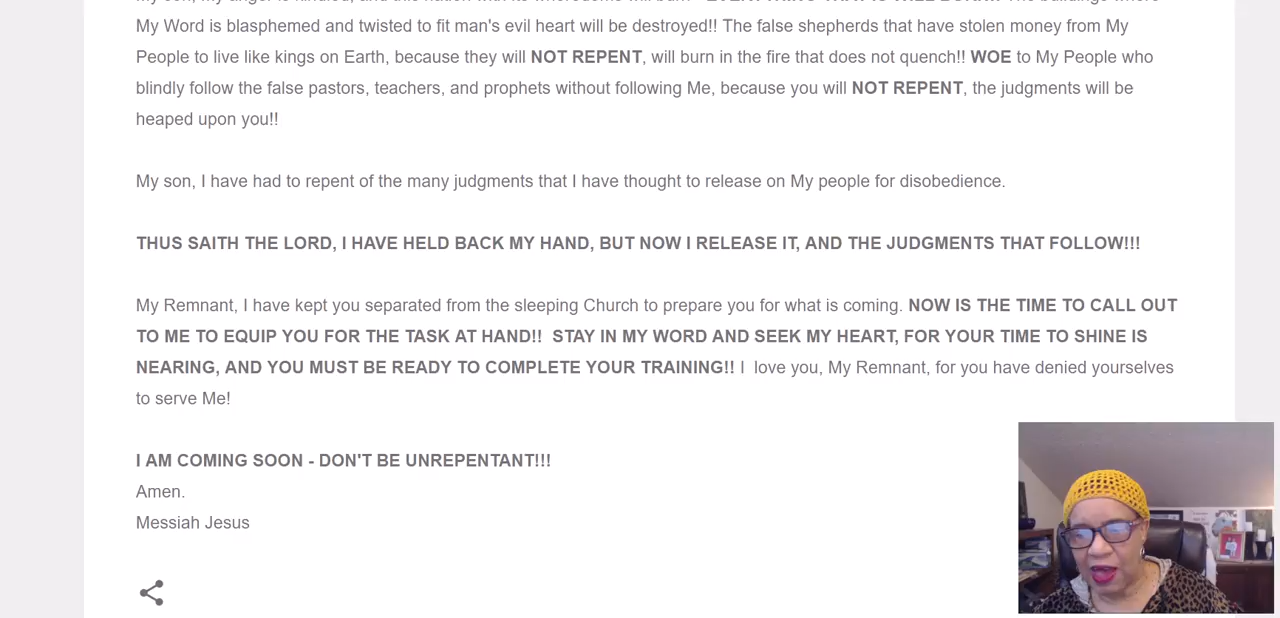 My Word is blasphemed and twisted to fit man's evil heart will be destroyed!! The false shepherds that have stolen money from My
People to live like kings on Earth, because they will NOT REPENT, will burn in the fire that does not quench!! WOE to My People who
blindly follow the false pastors, teachers, and prophets without following Me, because you will NOT REPENT, the judgments will be
heaped upon you!!
My son, I have had to repent of the many judgments that I have thought to release on My people for disobedience.
THUS SAITH THE LORD, I HAVE HELD BACK MY HAND, BUT NOW I RELEASE IT, AND THE JUDGMENTS THAT FOLLOW!!!
My Remnant, I have kept you separated from the sleeping Church to prepare you for what is coming. NOW IS THE TIME TO CALL OUT
TO ME TO EQUIP YOU FOR THE TASK AT HAND!!  STAY IN MY WORD AND SEEK MY HEART, FOR YOUR TIME TO SHINE IS
NEARING, AND YOU MUST BE READY TO COMPLETE YOUR TRAINING!! I  love you, My Remnant, for you have denied yourselves
to serve Me!
I AM COMING SOON - DON'T BE UNREPENTANT!!!
Amen.
Messiah Jesus